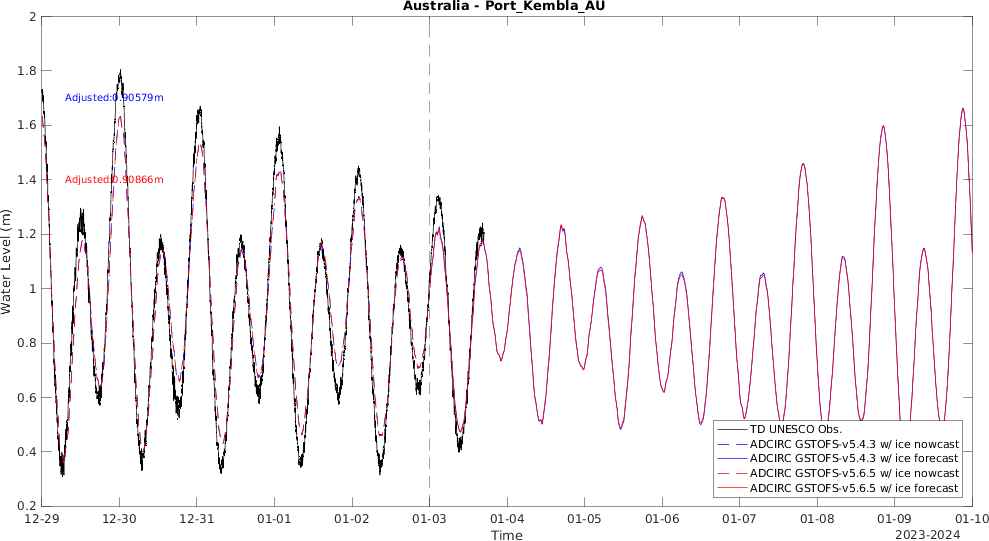 Australia - Port_Kembla_AU
2
1.8
1.6
1.4
1.2
1
0.8
0.6
0.4
0.2
Water Level (m)
Adjusted:0.90579m
Adjusted:0.90866m
TD UNESCO Obs.
ADCIRC GSTOFS-v5.4.3 w/ ice nowcast
ADCIRC GSTOFS-v5.4.3 w/ ice forecast
ADCIRC GSTOFS-v5.6.5 w/ ice nowcast
ADCIRC GSTOFS-v5.6.5 w/ ice forecast
12-29 12-30 12-31 01-01 01-02 01-03 01-04 01-05 01-06 01-07 01-08 01-09 01-10
Time
2023-2024